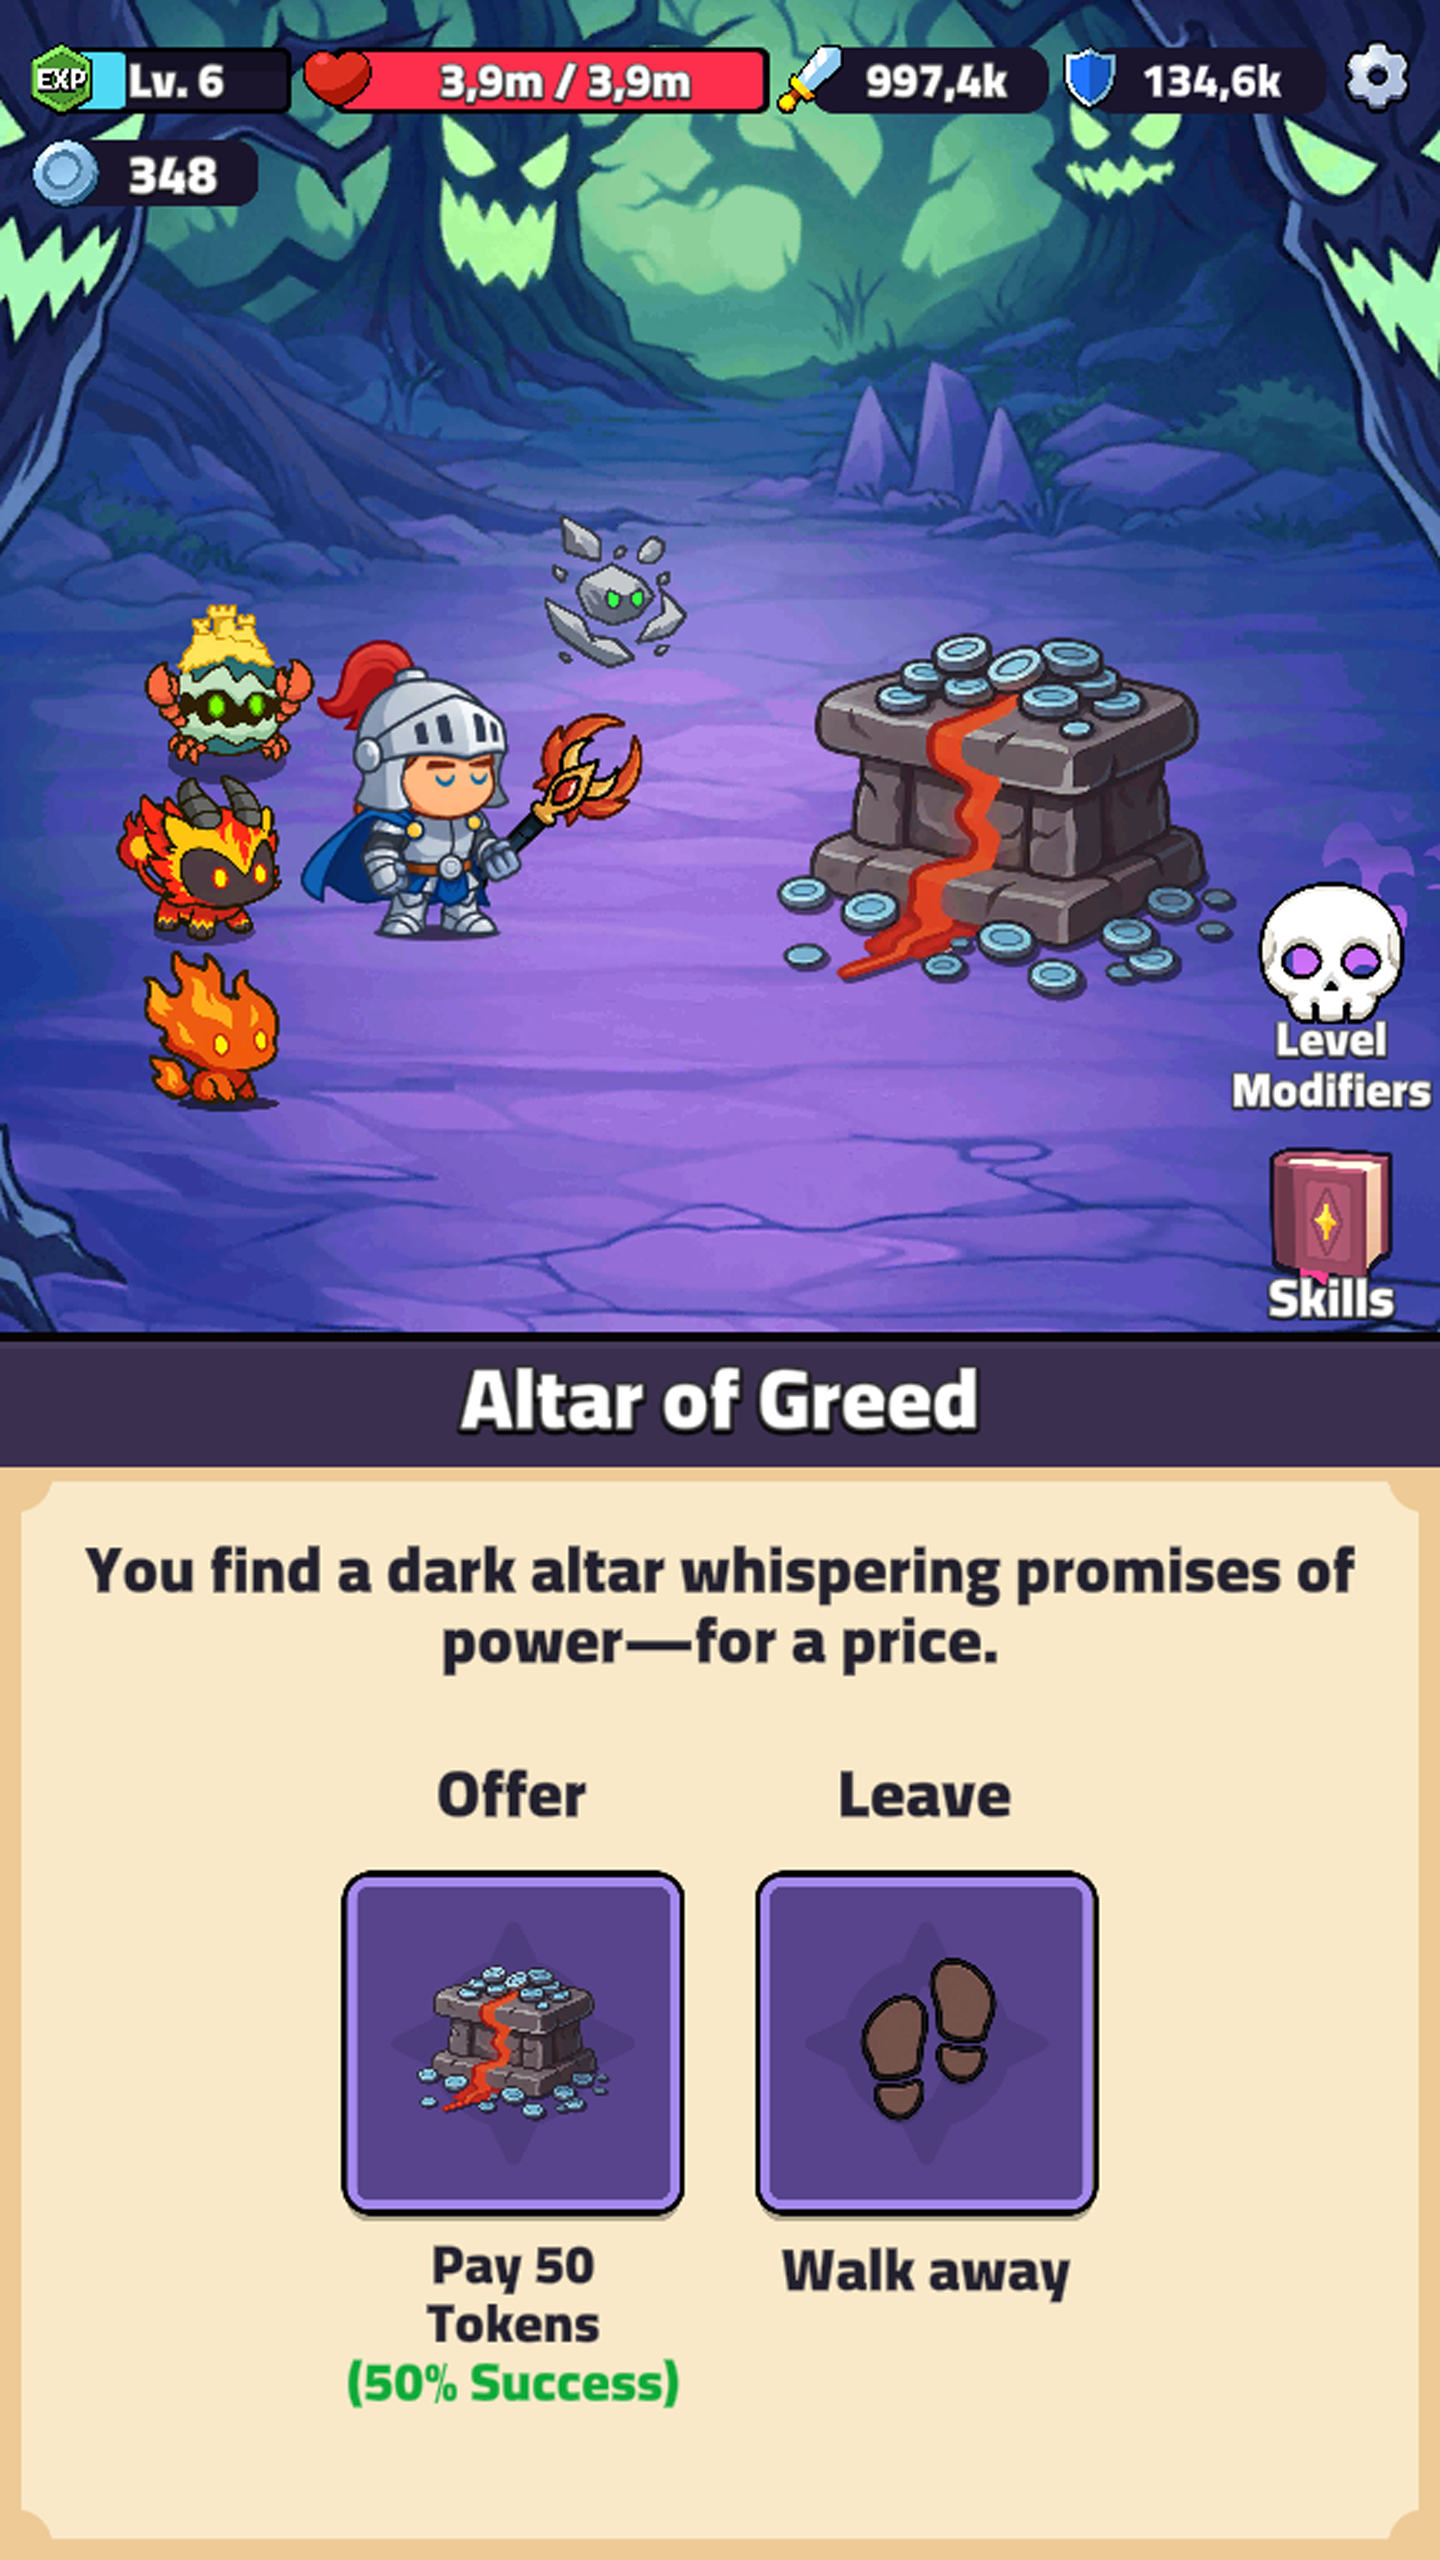 EXP Lv. 6 3,9m / 3,9m 997,4k 134,6k
348
Level
Modifiers
Skills
Altar of Greed
You find a dark altar whispering promises of
power—for a price.
Offer
Leave
Pay 50
Tokens
(50% Success)
Walk away